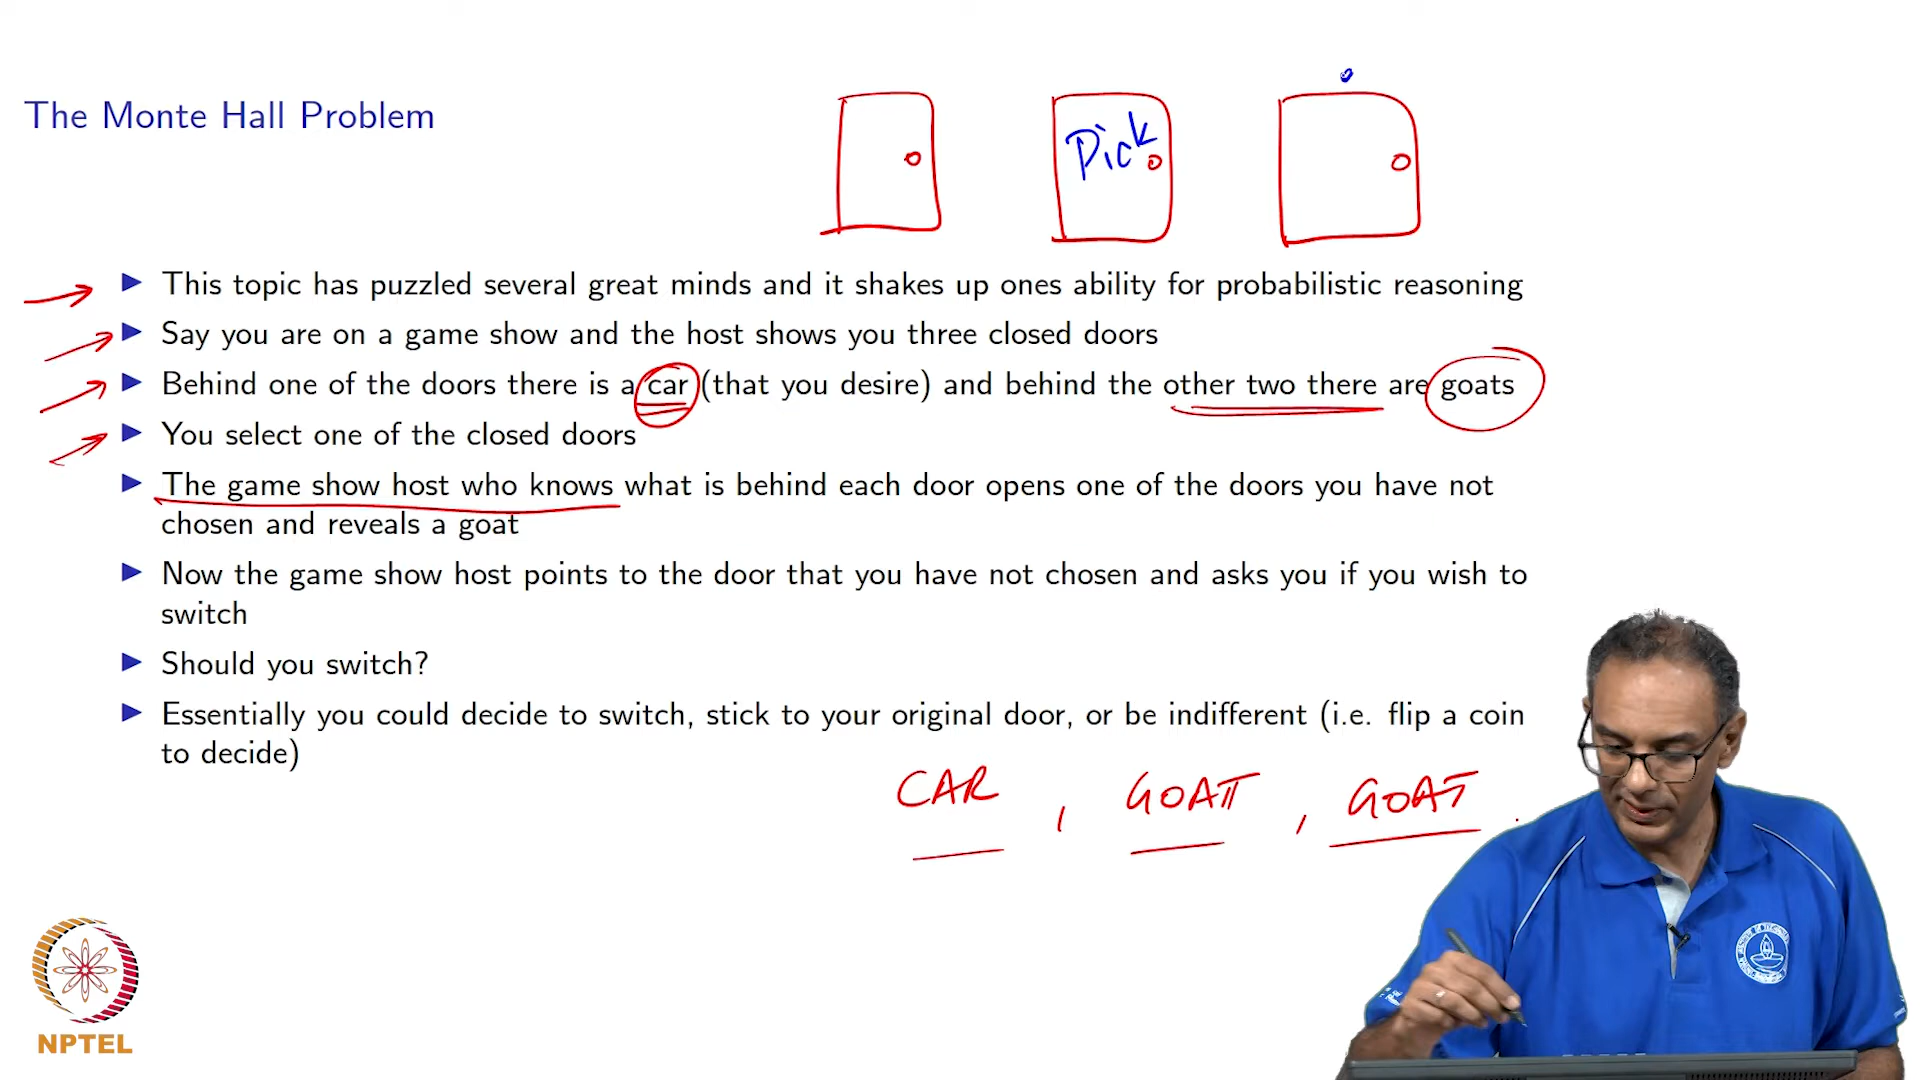 The Monte Hall Problem
Pick
This topic has puzzled several great minds and it shakes up ones ability for probabilistic reasoning
Say you are on a game show and the host shows you three closed doors
Behind one of the doors there is a car (that you desire) and behind the other two there are goats
You select one of the closed doors
The game show host who knows what is behind each door opens one of the doors you have not
chosen and reveals a goat
Now the game show host points to the door that you have not chosen and asks you if you wish to
switch
Should you switch?
Essentially you could decide to switch, stick to your original door, or be indifferent (i.e. flip a coin
to decide)
CAR , GOAT , GOAT
NPTEL